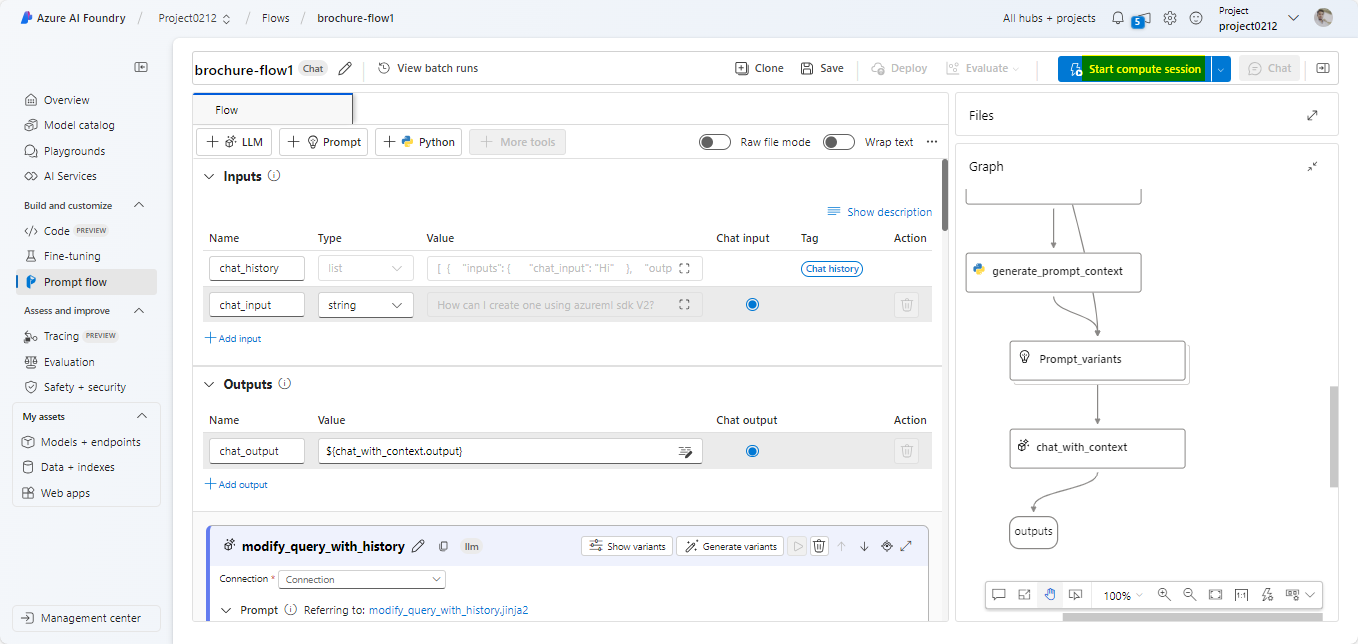 Azure AI Foundry / Project0212 / Flows / brochure-flow1
All hubs + projects
5
Project
project0212
Overview
Model catalog
Playgrounds
AI Services
Build and customize
Code PREVIEW
Fine-tuning
Prompt flow
Assess and improve
Tracing PREVIEW
Evaluation
Safety + security
My assets
Models + endpoints
Data + indexes
Web apps
Management center
brochure-flow1 Chat View batch runs Clone Save Deploy Evaluate Start compute session Chat
Flow
LLM Prompt Python More tools Raw file mode Wrap text ...
Inputs
Show description
Name Type Value Chat input Tag Action
chat_history list [ { "inputs": { "chat_input": "Hi" }, "outp Chat history
chat_input string How can I create one using azureml sdk V2?
Add input
Outputs
Name Value Chat output Action
chat_output ${chat_with_context.output}
Add output
modify_query_with_history llm Show variants Generate variants
Connection * Connection
Prompt Referring to: modify_query_with_history.jinja2
Files
Graph
generate_prompt_context
Prompt_variants
chat_with_context
outputs
100% 1:1